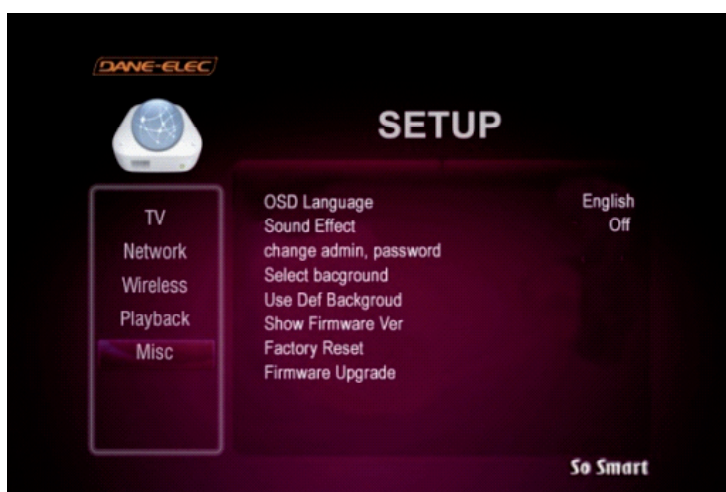 DANE-ELEC
SETUP
TV
Network
Wireless
Playback
Misc
OSD Language English
Sound Effect Off
change admin, password
Select bacground
Use Def Backgroud
Show Firmware Ver
Factory Reset
Firmware Upgrade
So Smart